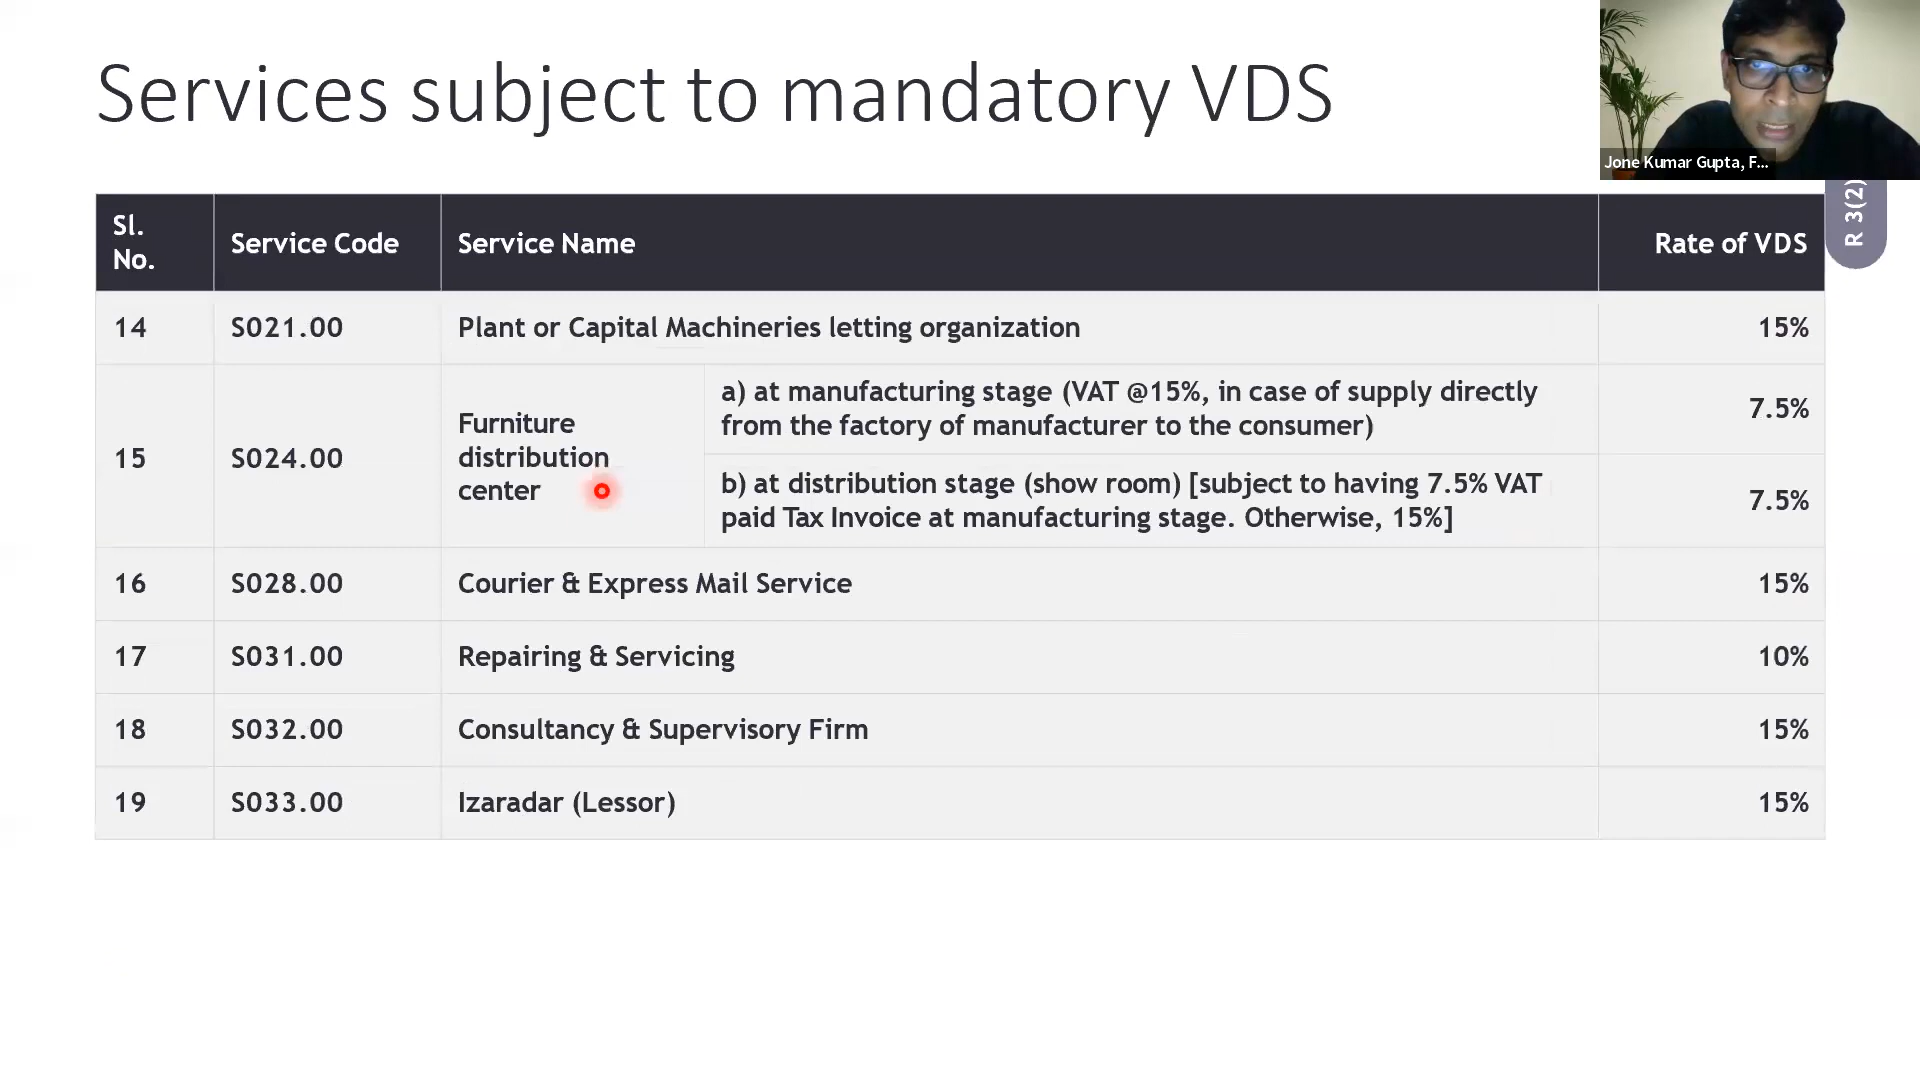 Services subject to mandatory VDS
Jone Kumar Gupta, F...
R 3(2)
Sl. No. Service Code Service Name Rate of VDS
14 S021.00 Plant or Capital Machineries letting organization 15%
15 S024.00 Furniture distribution center
a) at manufacturing stage (VAT @15%, in case of supply directly
from the factory of manufacturer to the consumer) 7.5%
b) at distribution stage (show room) [subject to having 7.5% VAT
paid Tax Invoice at manufacturing stage. Otherwise, 15%] 7.5%
16 S028.00 Courier & Express Mail Service 15%
17 S031.00 Repairing & Servicing 10%
18 S032.00 Consultancy & Supervisory Firm 15%
19 S033.00 Izaradar (Lessor) 15%